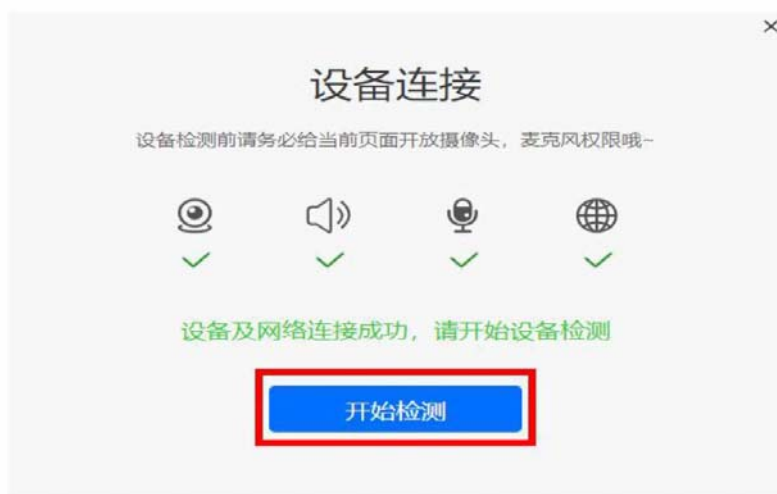 设备连接
设备检测前请务必给当前页面开放摄像头，麦克风权限哦~
设备及网络连接成功，请开始设备检测
开始检测